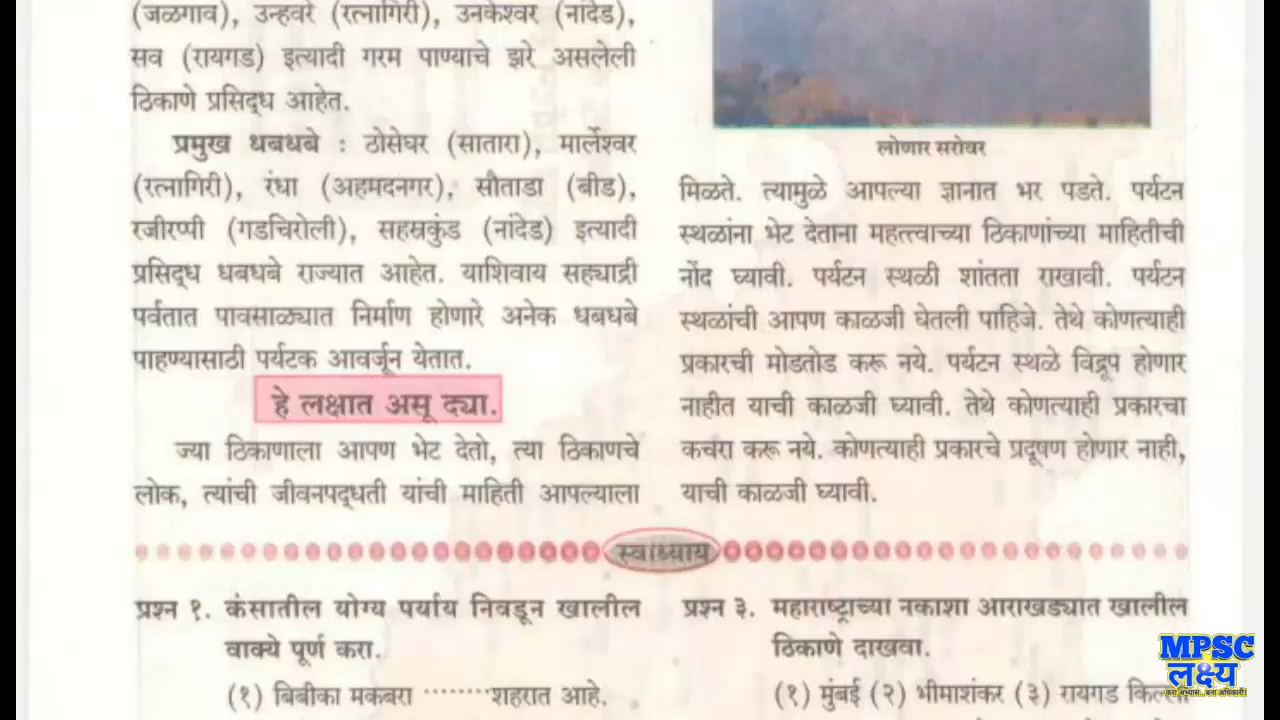 (जळगाव), उन्हवरे (रत्नागिरी), उनकेश्वर (नांदेड),
सव (रायगड) इत्यादी गरम पाण्याचे झरे असलेली
ठिकाणे प्रसिद्ध आहेत.
प्रमुख धबधबे : ठोसेघर (सातारा), मार्लेश्वर
(रत्नागिरी), रंधा (अहमदनगर), सौताडा (बीड),
रजीरप्पी (गडचिरोली), सहस्रकुंड (नांदेड) इत्यादी
प्रसिद्ध धबधबे राज्यात आहेत. याशिवाय सह्याद्री
पर्वतात पावसाळ्यात निर्माण होणारे अनेक धबधबे
पाहण्यासाठी पर्यटक आवर्जून येतात.
हे लक्षात असू द्या.
ज्या ठिकाणाला आपण भेट देतो, त्या ठिकाणचे
लोक, त्यांची जीवनपद्धती यांची माहिती आपल्याला
लोणार सरोवर
मिळते. त्यामुळे आपल्या ज्ञानात भर पडते. पर्यटन
स्थळांना भेट देताना महत्त्वाच्या ठिकाणांच्या माहितीची
नोंद घ्यावी. पर्यटन स्थळी शांतता राखावी. पर्यटन
स्थळांची आपण काळजी घेतली पाहिजे. तेथे कोणत्याही
प्रकारची मोडतोड करू नये. पर्यटन स्थळे विद्रूप होणार
नाहीत याची काळजी घ्यावी. तेथे कोणत्याही प्रकारचा
कचरा करू नये. कोणत्याही प्रकारचे प्रदूषण होणार नाही,
याची काळजी घ्यावी.
स्वाध्याय
प्रश्न १. कंसातील योग्य पर्याय निवडून खालील
वाक्ये पूर्ण करा.
(१) बिबीका मकबरा ........शहरात आहे.
प्रश्न ३. महाराष्ट्राच्या नकाशा आराखड्यात खालील
ठिकाणे दाखवा.
(१) मुंबई (२) भीमाशंकर (३) रायगड किल्ला
MPSC
लक्ष्य
करा अभ्यास...बना अधिकारी!